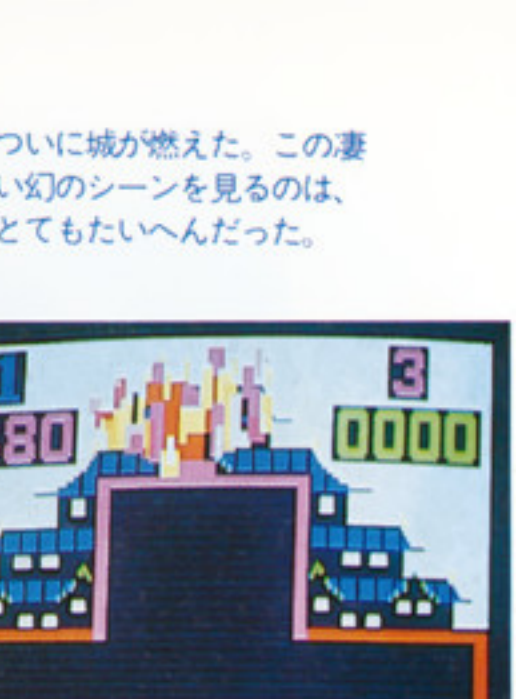 ついに城が燃えた。この凄
い幻のシーンを見るのは、
とてもたいへんだった。
1 3
80 0000